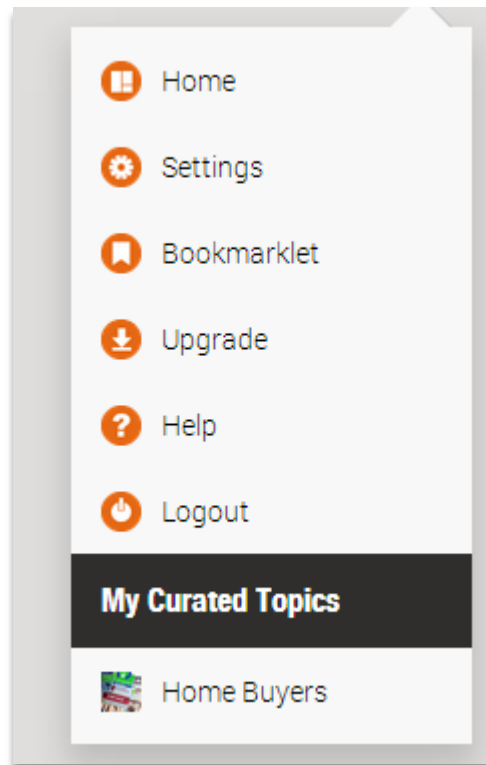 Home
Settings
Bookmarklet
Upgrade
Help
Logout
My Curated Topics
Home Buyers